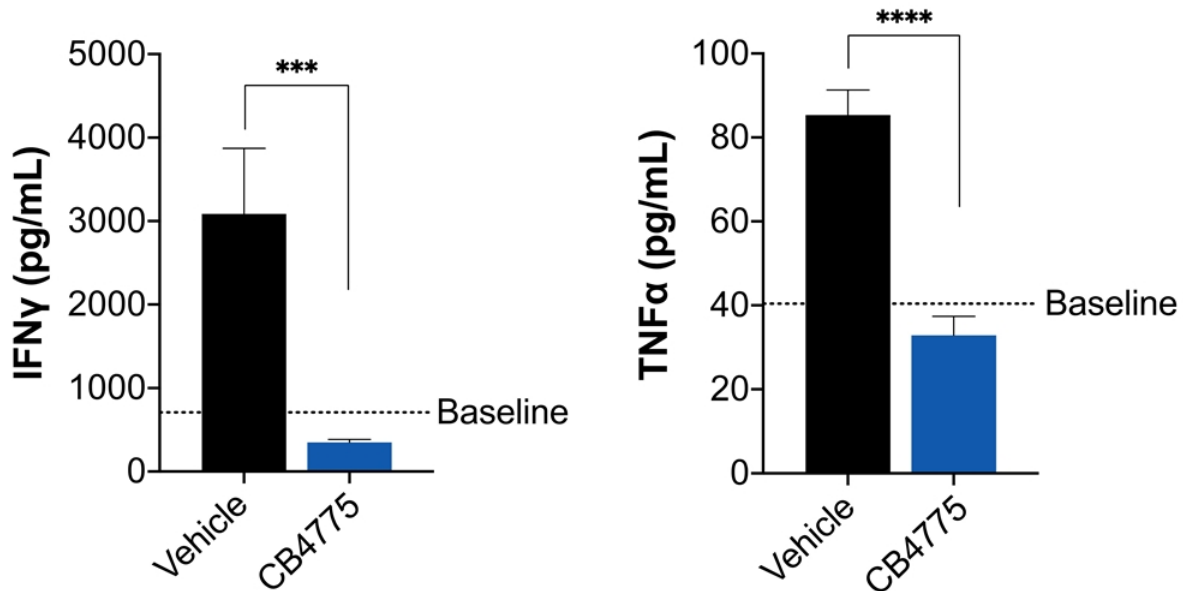 ***
5000
4000
3000
2000
1000
0
IFNγ (pg/mL)
Baseline
Vehicle
CB4775
****
100
80
60
40
20
0
TNFα (pg/mL)
Baseline
Vehicle
CB4775